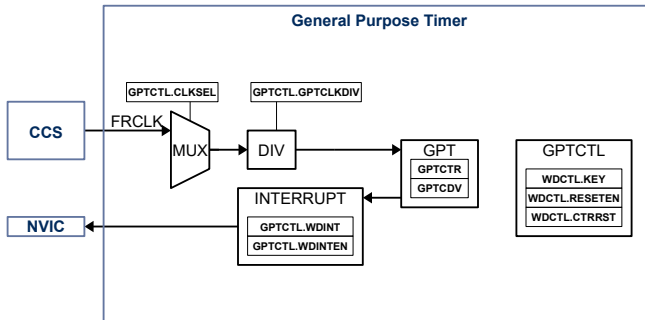 General Purpose Timer
GPTCTL.CLKSEL
GPTCTL.GPTCLKDIV
CCS
FRCLK
MUX
DIV
GPT
GPTCTR
GPTCDV
GPTCTL
WDCTL.KEY
WDCTL.RESETEN
WDCTL.CTRRST
INTERRUPT
GPTCTL.WDINT
GPTCTL.WDINTEN
NVIC